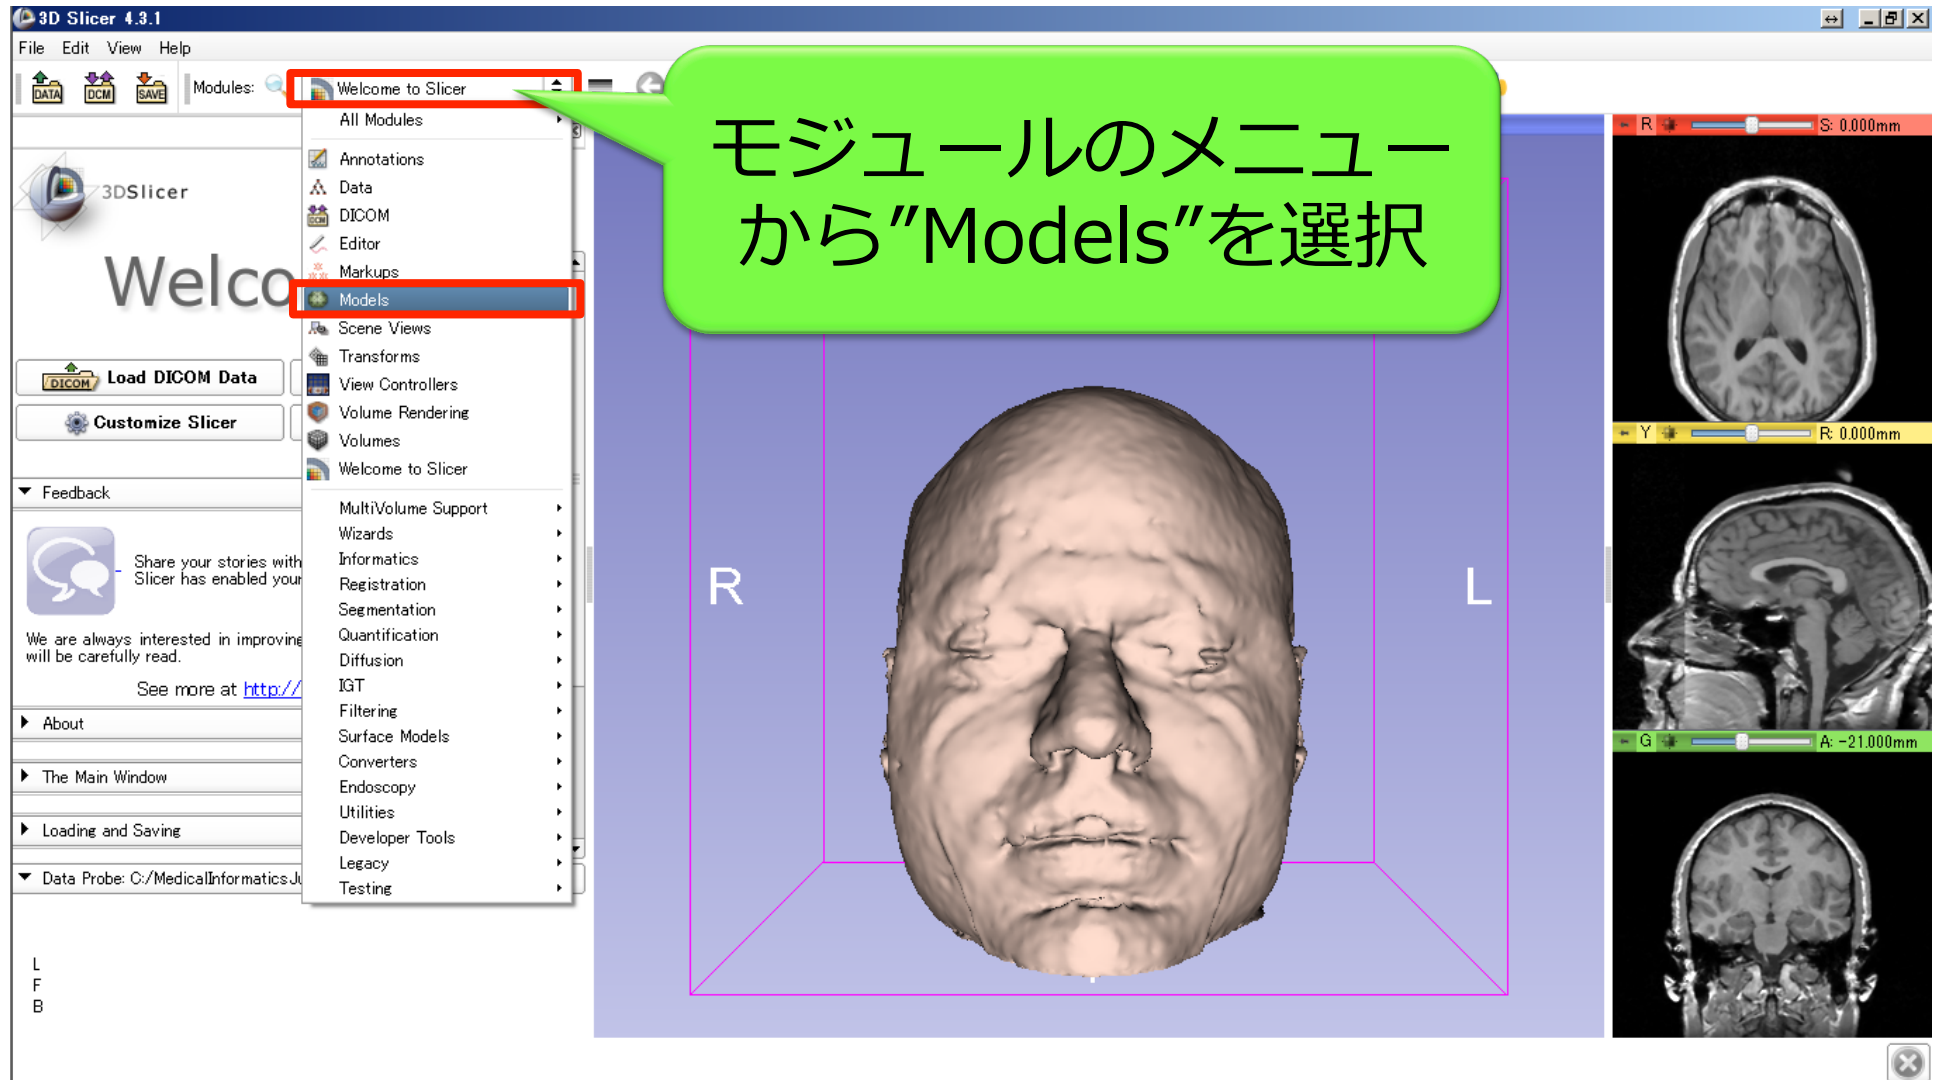 3D Slicer 4.3.1
File Edit View Help
DATA DCM SAVE Modules: Welcome to Slicer
モジュールのメニュー
から”Models”を選択
All Modules
Annotations
Data
DICOM
Editor
Markups
Models
Scene Views
Transforms
View Controllers
Volume Rendering
Volumes
Welcome to Slicer
MultiVolume Support
Wizards
Informatics
Registration
Segmentation
Quantification
Diffusion
IGT
Filtering
Surface Models
Converters
Endoscopy
Utilities
Developer Tools
Legacy
Testing
3DSlicer
Welco
DICOM Load DICOM Data
Customize Slicer
Feedback
Share your stories with
Slicer has enabled your
We are always interested in improving
will be carefully read.
See more at http://
About
The Main Window
Loading and Saving
Data Probe: C:/MedicalInformatics
L
F
B
R
L
R S: 0.000mm
Y R: 0.000mm
G A: -21.000mm